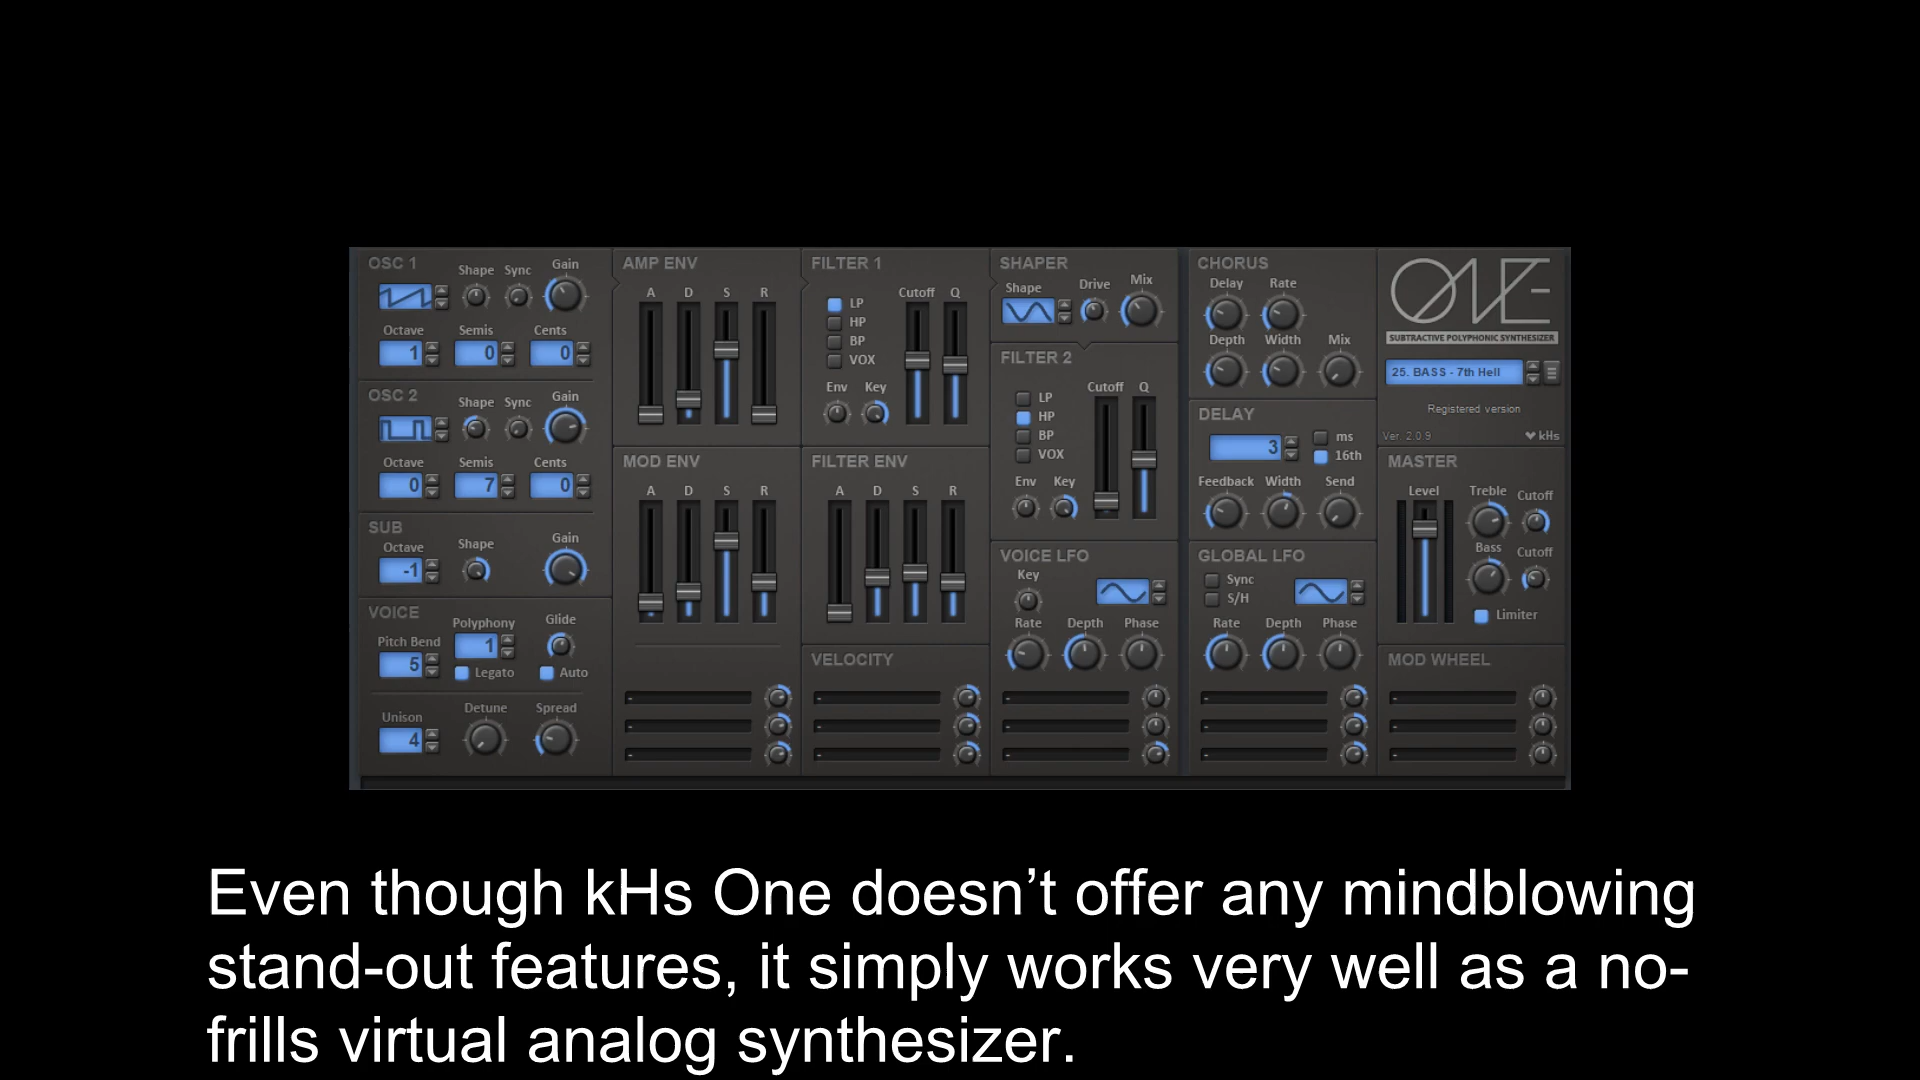 OSC 1
Shape Sync Gain
Octave Semis Cents
1 0 0
OSC 2
Shape Sync Gain
Octave Semis Cents
0 7 0
SUB
Octave Shape Gain
-1
VOICE
Pitch Bend Polyphony Glide
5 1
Legato Auto
Unison Detune Spread
4
AMP ENV
A D S R
MOD ENV
A D S R
FILTER 1
LP
HP
BP
VOX
Cutoff Q
Env Key
FILTER ENV
A D S R
VELOCITY
SHAPER
Shape Drive Mix
FILTER 2
LP
HP
BP
VOX
Cutoff Q
Env Key
VOICE LFO
Key
Rate Depth Phase
CHORUS
Delay Rate
Depth Width Mix
DELAY
3
ms
16th
Feedback Width Send
GLOBAL LFO
Sync
S/H
Rate Depth Phase
ONE
SUBTRACTIVE POLYPHONIC SYNTHESIZER
25. BASS - 7th Hell
Registered version
Ver. 2.0.9 kHs
MASTER
Level Treble Cutoff
Bass Cutoff
Limiter
MOD WHEEL
Even though kHs One doesn’t offer any mindblowing
stand-out features, it simply works very well as a no-
frills virtual analog synthesizer.